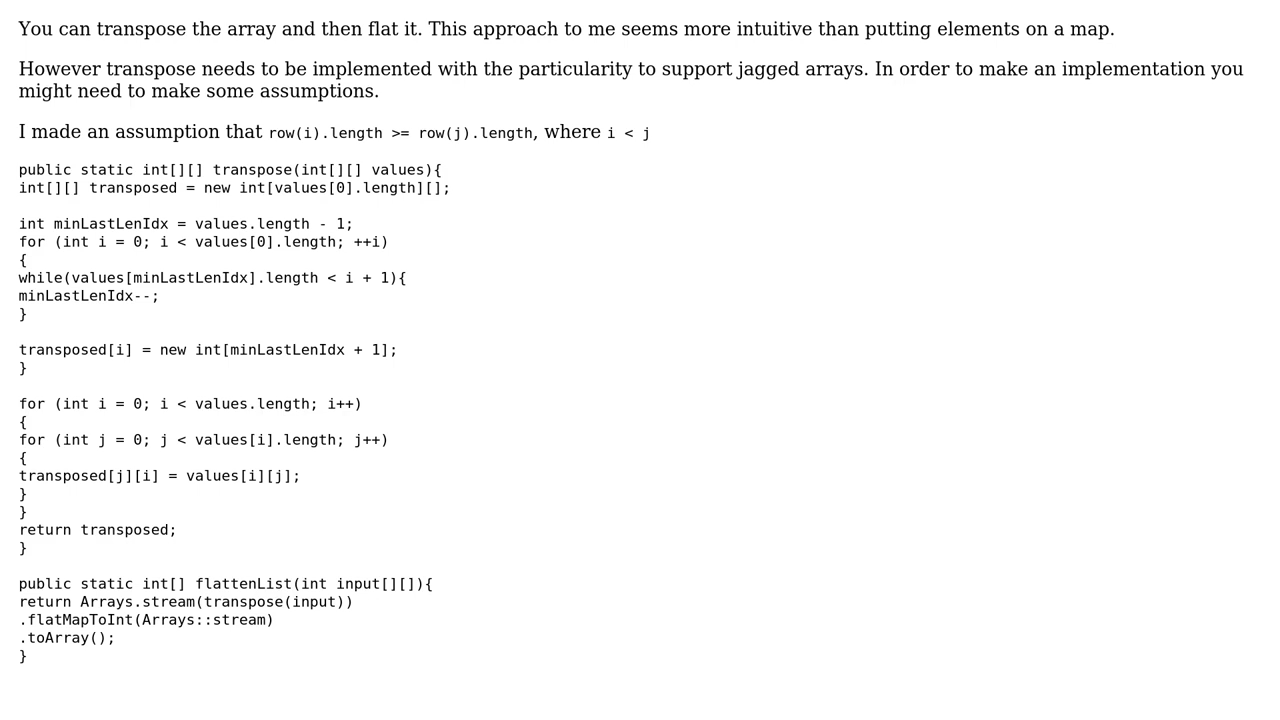 You can transpose the array and then flat it. This approach to me seems more intuitive than putting elements on a map.
However transpose needs to be implemented with the particularity to support jagged arrays. In order to make an implementation you
might need to make some assumptions.
I made an assumption that row(i).length >= row(j).length, where i < j
public static int[][] transpose(int[][] values){
int[][] transposed = new int[values[0].length][];
int minLastLenIdx = values.length - 1;
for (int i = 0; i < values[0].length; ++i)
{
while(values[minLastLenIdx].length < i + 1){
minLastLenIdx--;
}
transposed[i] = new int[minLastLenIdx + 1];
}
for (int i = 0; i < values.length; i++)
{
for (int j = 0; j < values[i].length; j++)
{
transposed[j][i] = values[i][j];
}
}
return transposed;
}
public static int[] flattenList(int input[][]){
return Arrays.stream(transpose(input))
.flatMapToInt(Arrays::stream)
.toArray();
}